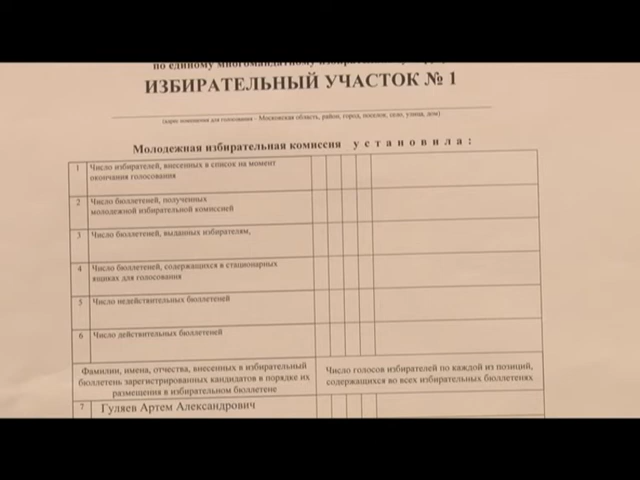 по единому многомандатному
ИЗБИРАТЕЛЬНЫЙ УЧАСТОК № 1
(адрес помещения для голосования – Московская область, район, город, поселок, село, улица, дом)
Молодежная избирательная комиссия у с т а н о в и л а :
1 Число избирателей, внесенных в список на момент
окончания голосования
2 Число бюллетеней, полученных
молодежной избирательной комиссией
3 Число бюллетеней, выданных избирателям,
4 Число бюллетеней, содержащихся в стационарных
ящиках для голосования
5 Число недействительных бюллетеней
6 Число действительных бюллетеней
Фамилии, имена, отчества, внесенных в избирательный
бюллетень зарегистрированных кандидатов в порядке их
размещения в избирательном бюллетене
Число голосов избирателей по каждой из позиций,
содержащихся во всех избирательных бюллетенях
7 Гуляев Артем Александрович